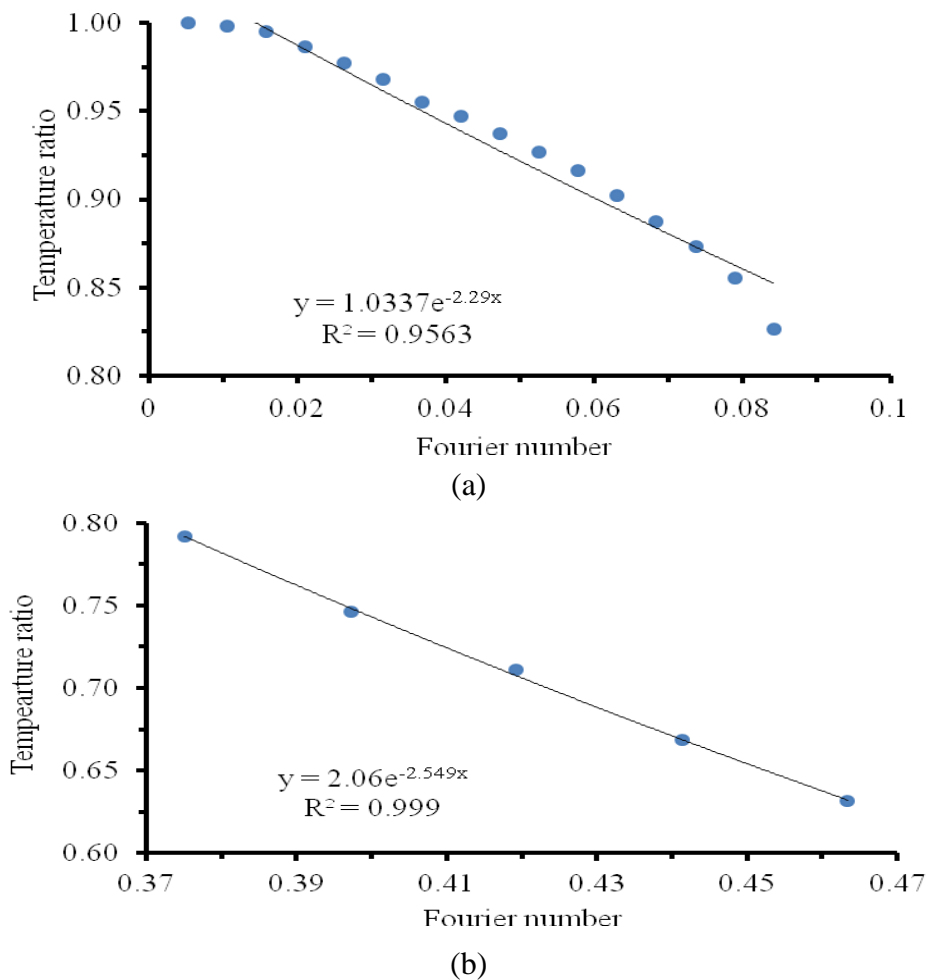 1.00
0.95
0.90
0.85
0.80
Temperature ratio
y = 1.0337e^-2.29x
R² = 0.9563
0 0.02 0.04 0.06 0.08 0.1
Fourier number
(a)
0.80
0.75
0.70
0.65
0.60
Tempearture ratio
y = 2.06e^-2.549x
R² = 0.999
0.37 0.39 0.41 0.43 0.45 0.47
Fourier number
(b)